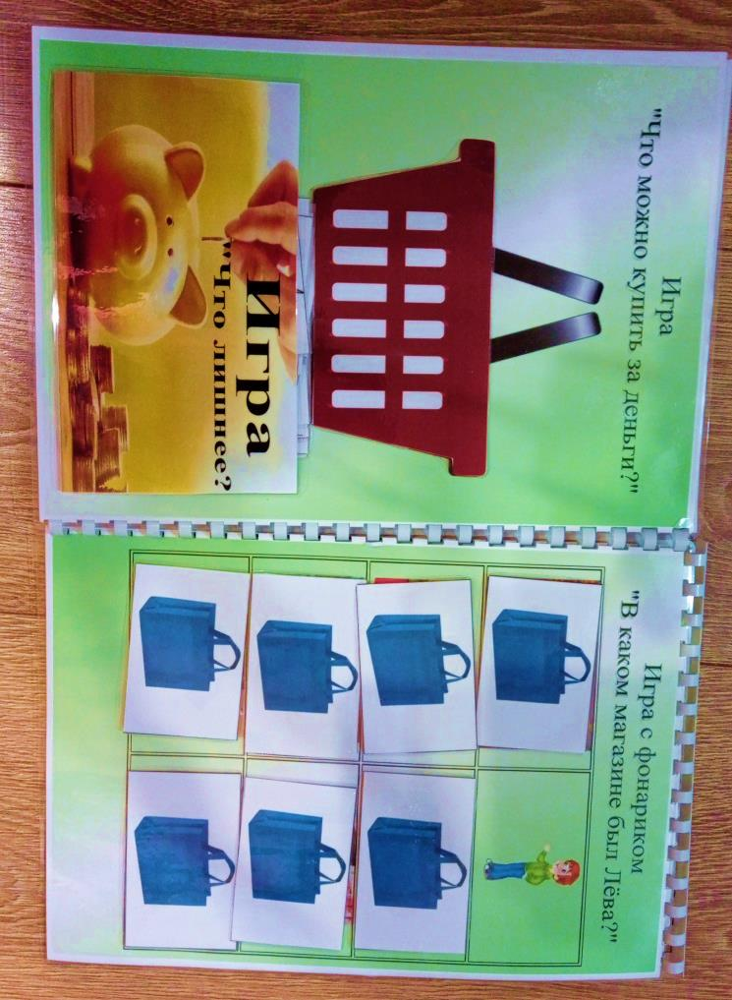 Игра
"Что можно купить за деньги?"
Игра
"Что лишнее?
Игра с фонариком
"В каком магазине был Лёва?"